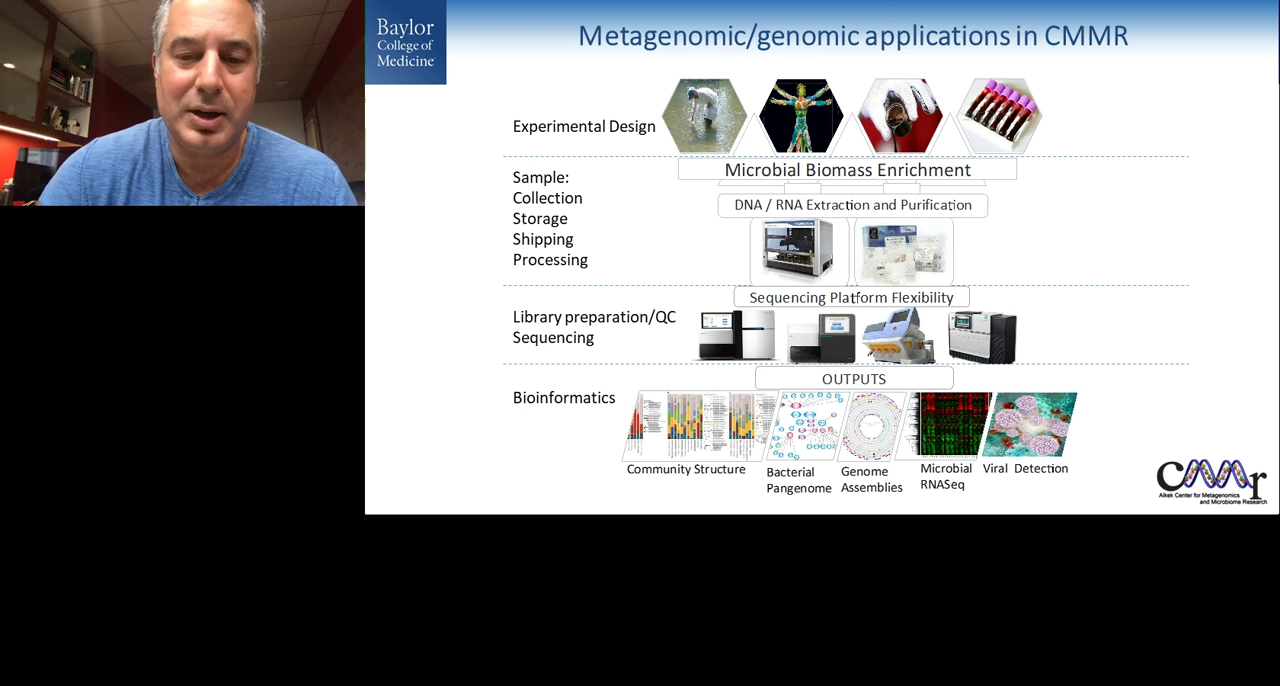 Baylor
College of
Medicine
Metagenomic/genomic applications in CMMR
Experimental Design
Microbial Biomass Enrichment
Sample:
Collection
Storage
Shipping
Processing
DNA / RNA Extraction and Purification
Sequencing Platform Flexibility
Library preparation/QC
Sequencing
OUTPUTS
Bioinformatics
Community Structure
Bacterial
Pangenome
Genome
Assemblies
Microbial
RNASeq
Viral Detection
cmmr
Alkek Center for Metagenomics
and Microbiome Research